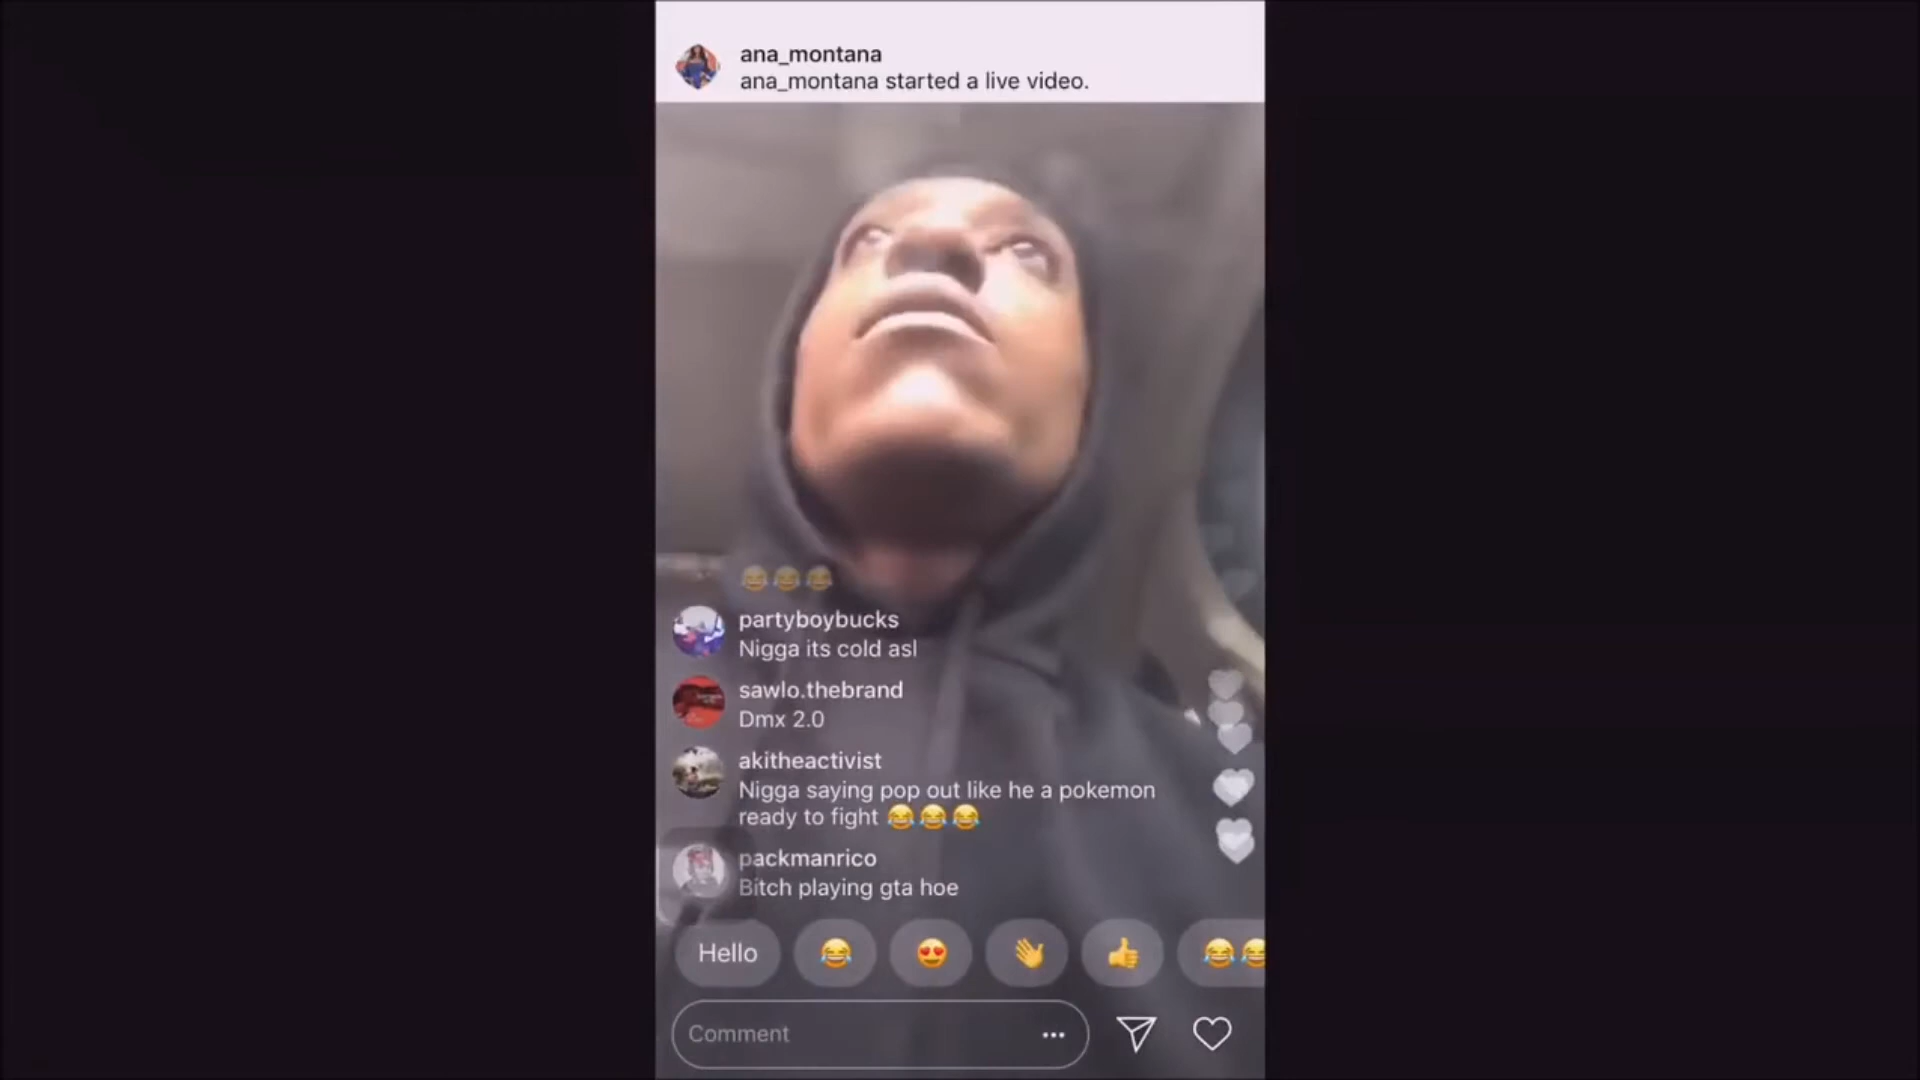 ana_montana
ana_montana started a live video.
😂😂😂
partyboybucks
Nigga its cold asl
sawlo.thebrand
Dmx 2.0
akitheactivist
Nigga saying pop out like he a pokemon
ready to fight 😂😂😂
packmanrico
Bitch playing gta hoe
Hello 😂 😍 👋 👍 😂😂
Comment